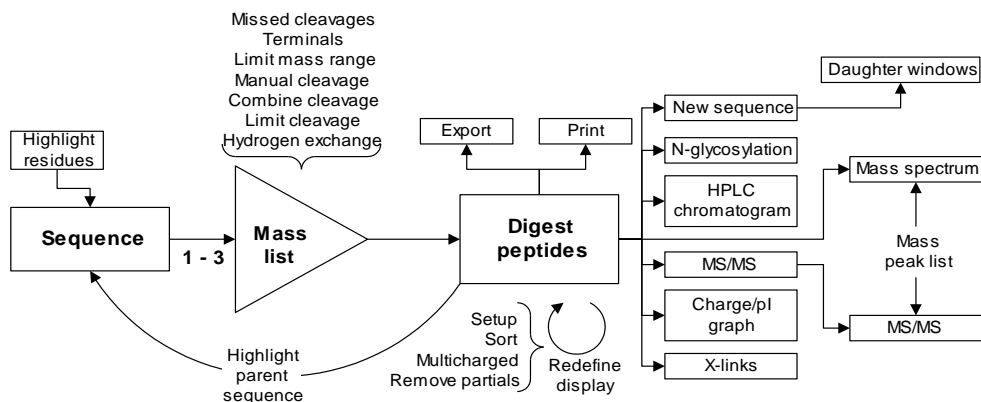 Missed cleavages
Terminals
Limit mass range
Manual cleavage
Combine cleavage
Limit cleavage
Hydrogen exchange
Highlight
residues
Sequence
1 - 3
Mass
list
Export
Print
Digest
peptides
Highlight
parent
sequence
Setup
Sort
Multicharged
Remove partials
Redefine
display
New sequence
N-glycosylation
HPLC
chromatogram
MS/MS
Charge/pI
graph
X-links
Daughter windows
Mass spectrum
Mass
peak list
MS/MS